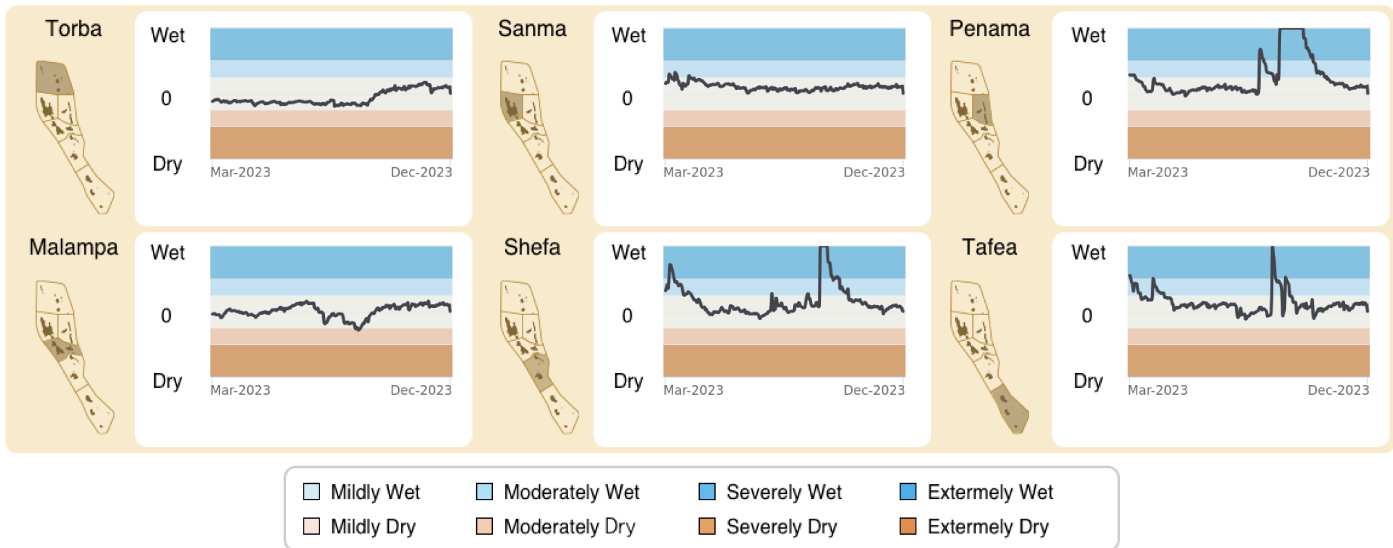 Torba
Wet
0
Dry
Mar-2023 Dec-2023
Sanma
Wet
0
Dry
Mar-2023 Dec-2023
Penama
Wet
0
Dry
Mar-2023 Dec-2023
Malampa
Wet
0
Dry
Mar-2023 Dec-2023
Shefa
Wet
0
Dry
Mar-2023 Dec-2023
Tafea
Wet
0
Dry
Mar-2023 Dec-2023
Mildly Wet Moderately Wet Severely Wet Extermely Wet
Mildly Dry Moderately Dry Severely Dry Extermely Dry